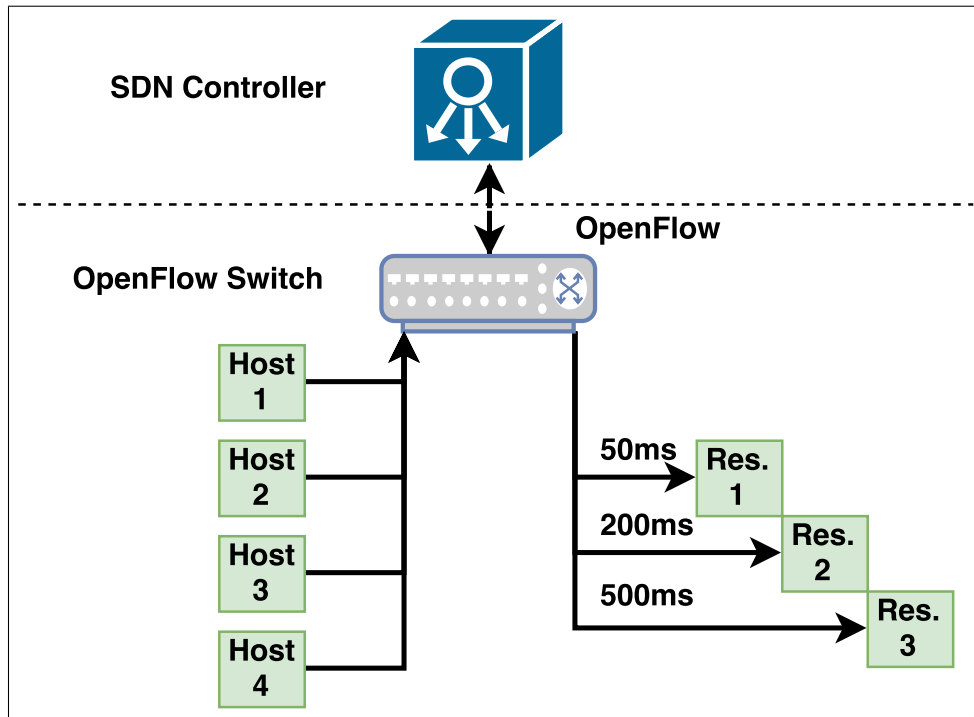 SDN Controller
OpenFlow
OpenFlow Switch
Host
1
Host
2
Host
3
Host
4
50ms
Res.
1
200ms
Res.
2
500ms
Res.
3